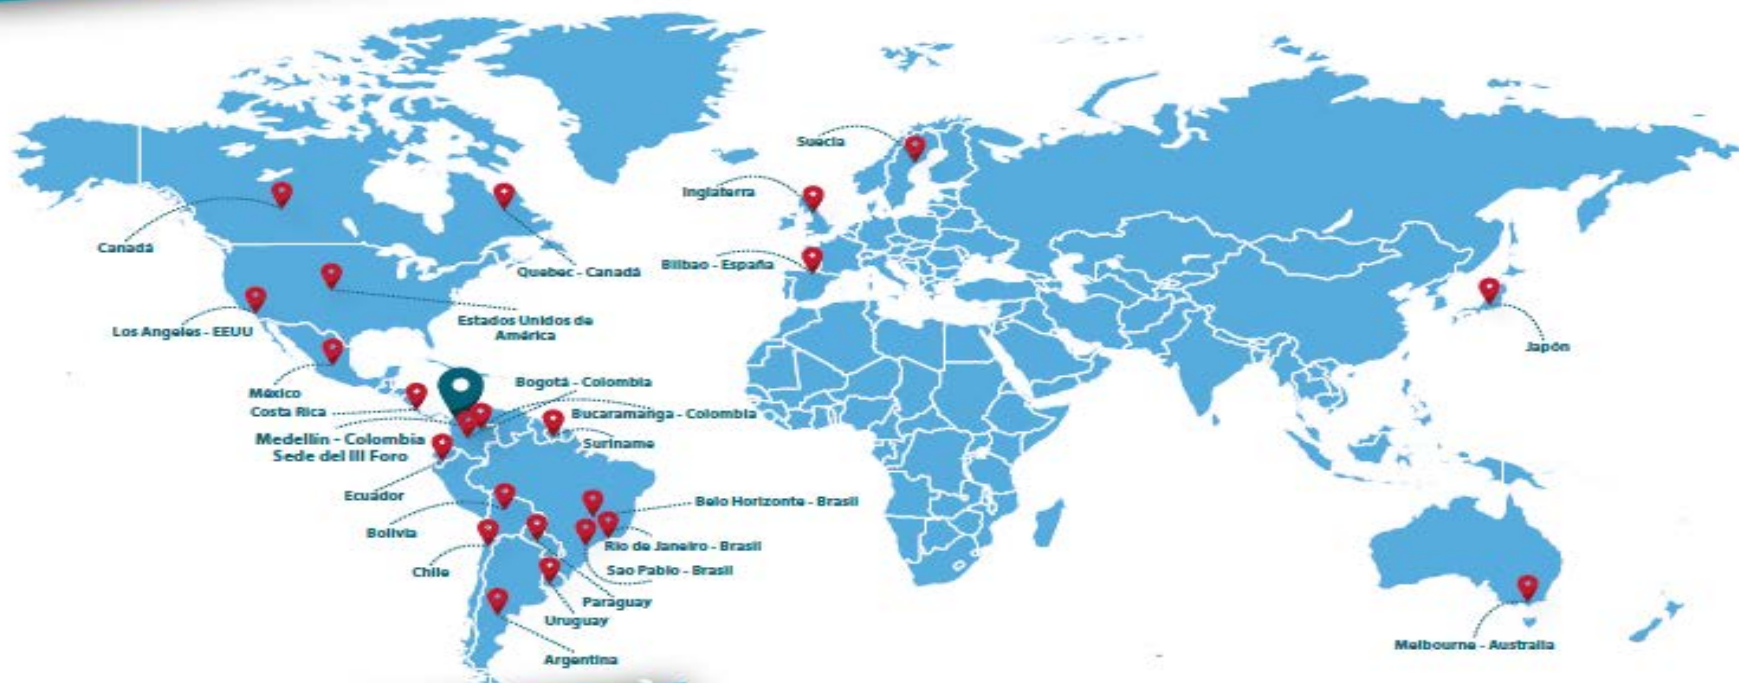 Suecia
Inglaterra
Canadá
Quebec - Canadá
Bilbao - España
Estados Unidos de
América
Los Angeles - EEUU
Japón
México
Bogotá - Colombia
Costa Rica
Bucaramanga - Colombia
Medellín - Colombia
Sede del III Foro
Suriname
Ecuador
Belo Horizonte - Brasil
Bolivia
Rio de Janeiro - Brasil
Chile
Sao Pablo - Brasil
Paraguay
Uruguay
Melbourne - Australia
Argentina